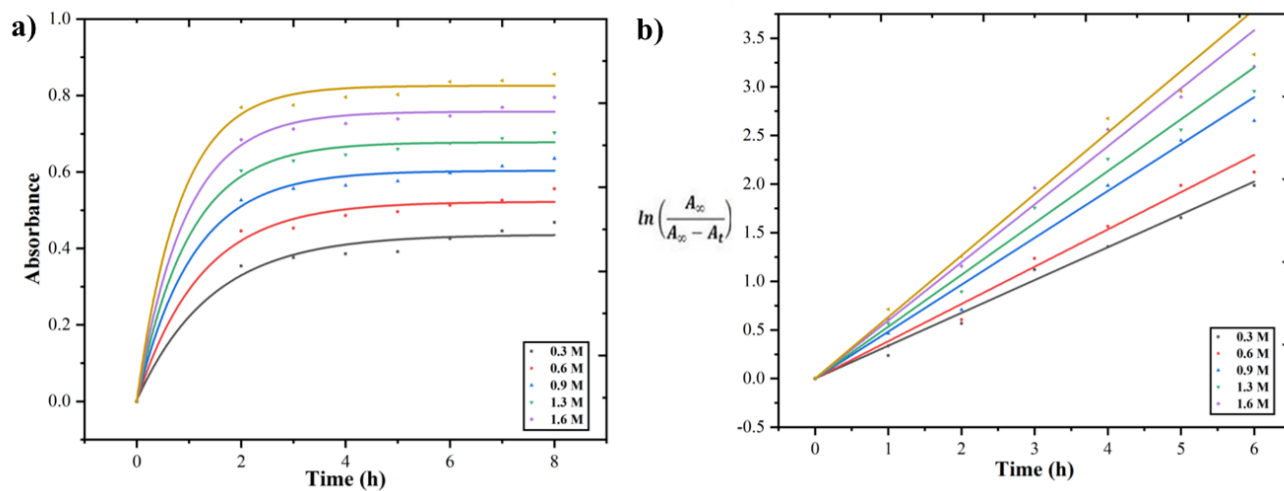 a)
Absorbance
1.0
0.8
0.6
0.4
0.2
0.0
0 2 4 6 8
Time (h)
0.3 M
0.6 M
0.9 M
1.3 M
1.6 M
b)
ln(A∞/(A∞ − At))
3.5
3.0
2.5
2.0
1.5
1.0
0.5
0.0
-0.5
0 1 2 3 4 5 6
Time (h)
0.3 M
0.6 M
0.9 M
1.3 M
1.6 M